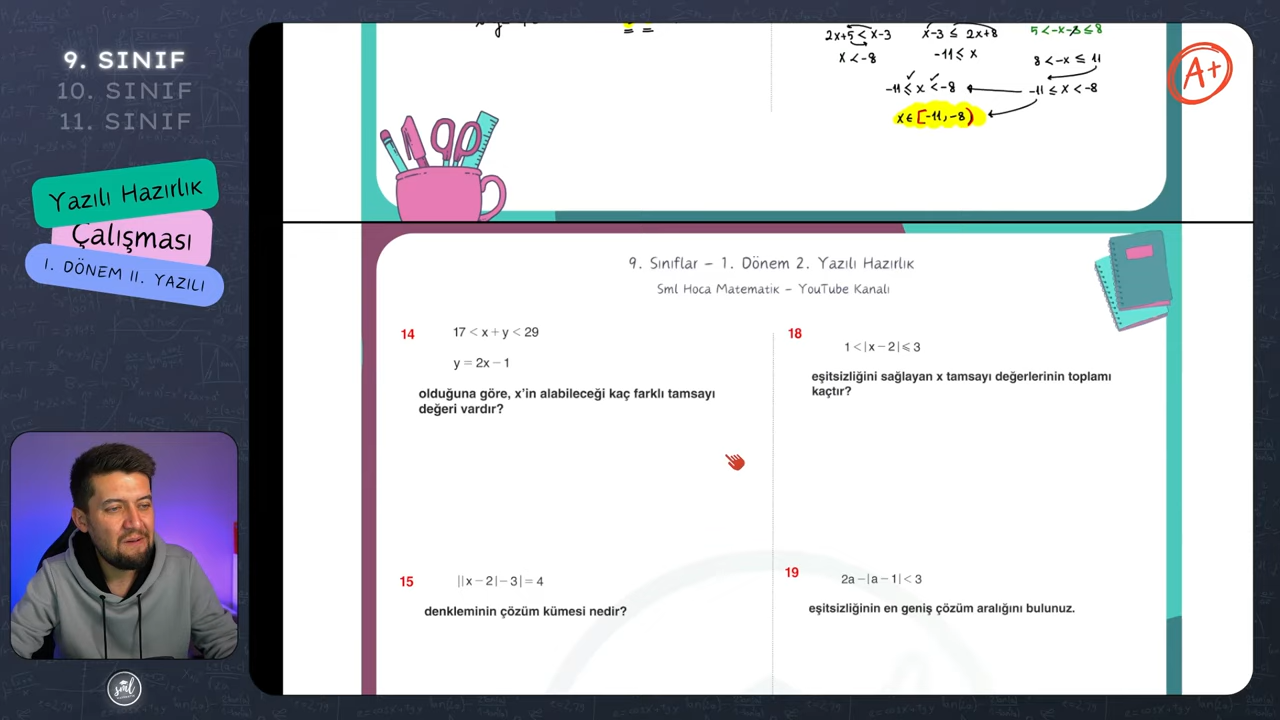 9. SINIF
10. SINIF
11. SINIF
Yazılı Hazırlık
Çalışması
I. DÖNEM II. YAZILI
sml
2x+5 < x-3
x < -8
x-3 ≤ 2x+8
-11 ≤ x
-11 ≤ x < -8
x ∈ [-11, -8)
5 < -x-3 ≤ 8
8 < -x ≤ 11
-11 ≤ x < -8
A+
9. Sınıflar – 1. Dönem 2. Yazılı Hazırlık
Sml Hoca Matematik – YouTube Kanalı
14
17 < x + y < 29
y = 2x – 1
olduğuna göre, x'in alabileceği kaç farklı tamsayı
değeri vardır?
15
||x – 2| – 3| = 4
denkleminin çözüm kümesi nedir?
18
1 < |x – 2| ≤ 3
eşitsizliğini sağlayan x tamsayı değerlerinin toplamı
kaçtır?
19
2a – |a – 1| < 3
eşitsizliğinin en geniş çözüm aralığını bulunuz.